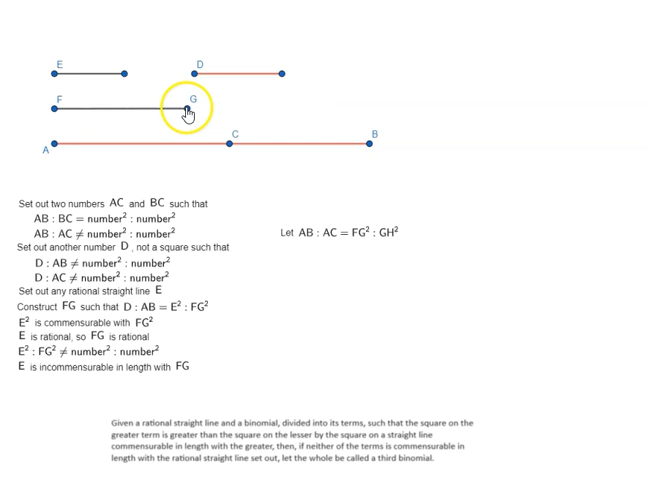 E D
F G
A C B
Set out two numbers AC and BC such that
AB : BC = number² : number²
AB : AC ≠ number² : number²
Set out another number D , not a square such that
D : AB ≠ number² : number²
D : AC ≠ number² : number²
Set out any rational straight line E
Construct FG such that D : AB = E² : FG²
E² is commensurable with FG²
E is rational, so FG is rational
E² : FG² ≠ number² : number²
E is incommensurable in length with FG
Let AB : AC = FG² : GH²
Given a rational straight line and a binomial, divided into its terms, such that the square on the
greater term is greater than the square on the lesser by the square on a straight line
commensurable in length with the greater, then, if neither of the terms is commensurable in
length with the rational straight line set out, let the whole be called a third binomial.